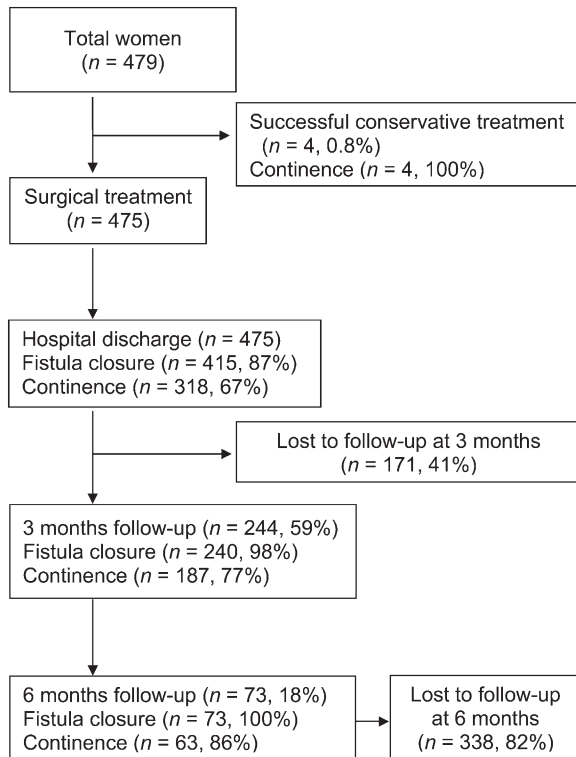 Total women
(n = 479)
Successful conservative treatment
(n = 4, 0.8%)
Continence (n = 4, 100%)
Surgical treatment
(n = 475)
Hospital discharge (n = 475)
Fistula closure (n = 415, 87%)
Continence (n = 318, 67%)
Lost to follow-up at 3 months
(n = 171, 41%)
3 months follow-up (n = 244, 59%)
Fistula closure (n = 240, 98%)
Continence (n = 187, 77%)
6 months follow-up (n = 73, 18%)
Fistula closure (n = 73, 100%)
Continence (n = 63, 86%)
Lost to follow-up
at 6 months
(n = 338, 82%)